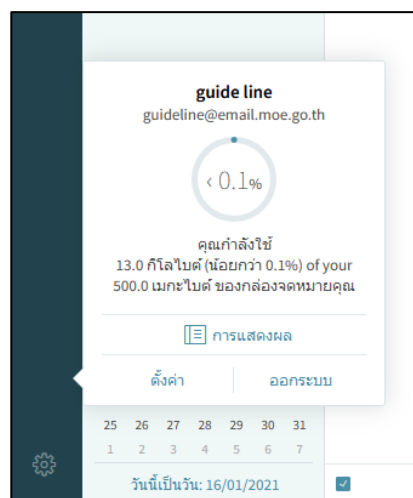 guide line
guideline@email.moe.go.th
‹ 0.1%
คุณกำลังใช้
13.0 กิโลไบต์ (น้อยกว่า 0.1%) of your
500.0 เมกะไบต์ ของกล่องจดหมายคุณ
การแสดงผล
ตั้งค่า ออกระบบ
25 26 27 28 29 30 31
1 2 3 4 5 6 7
วันนี้เป็นวัน: 16/01/2021